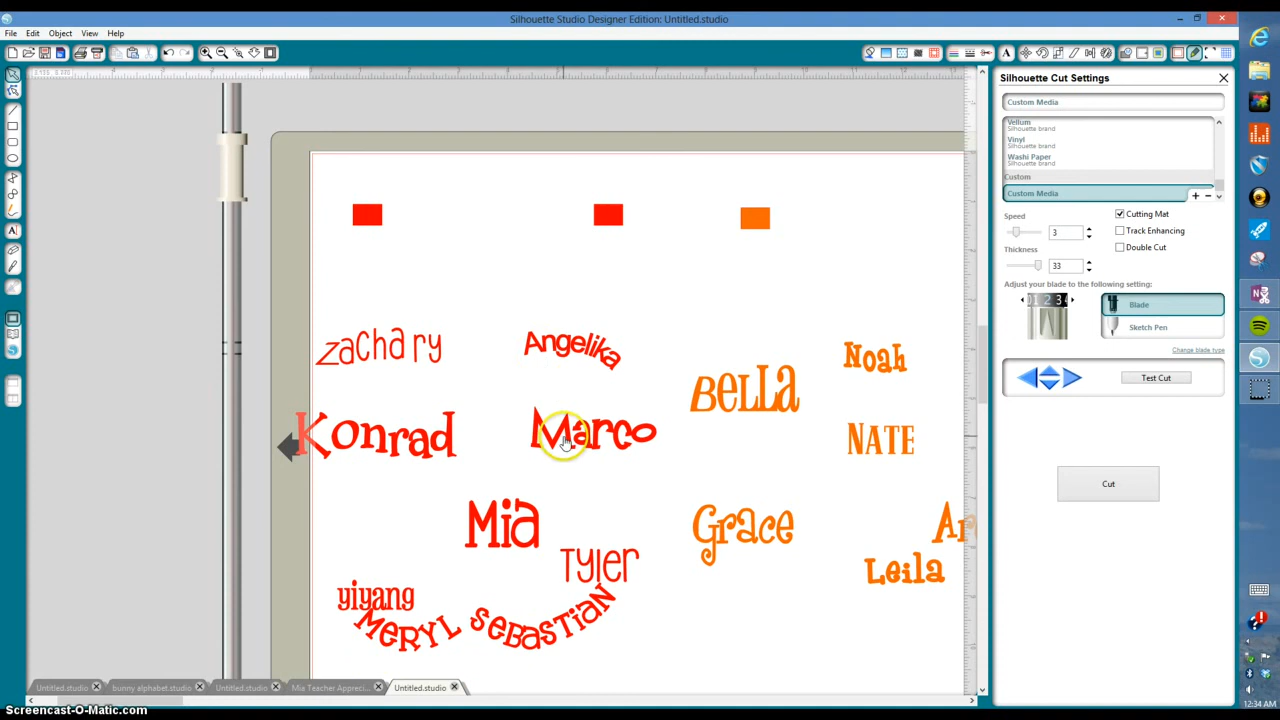 Silhouette Studio Designer Edition: Untitled.studio
File Edit View Object Help
Silhouette Cut Settings
Custom Media
Vellum
Silhouette brand
Vinyl
Silhouette brand
Washi Paper
Silhouette brand
Custom
Custom Media
Speed
3
Cutting Mat
Track Enhancing
Double Cut
Thickness
33
Adjust your blade to the following setting:
Blade
Sketch Pen
Change blade type
Test Cut
Cut
Zachary
Angelika
Bella
Noah
Konrad
Marco
NATE
Mia
Grace
Tyler
Leila
yiyang
MERYL SEBASTIAN
Untitled.studio
bunny alphabet.studio
Untitled.studio
Mia Teacher Appreci...
Untitled.studio
Screencast-O-Matic.com
12:34 AM